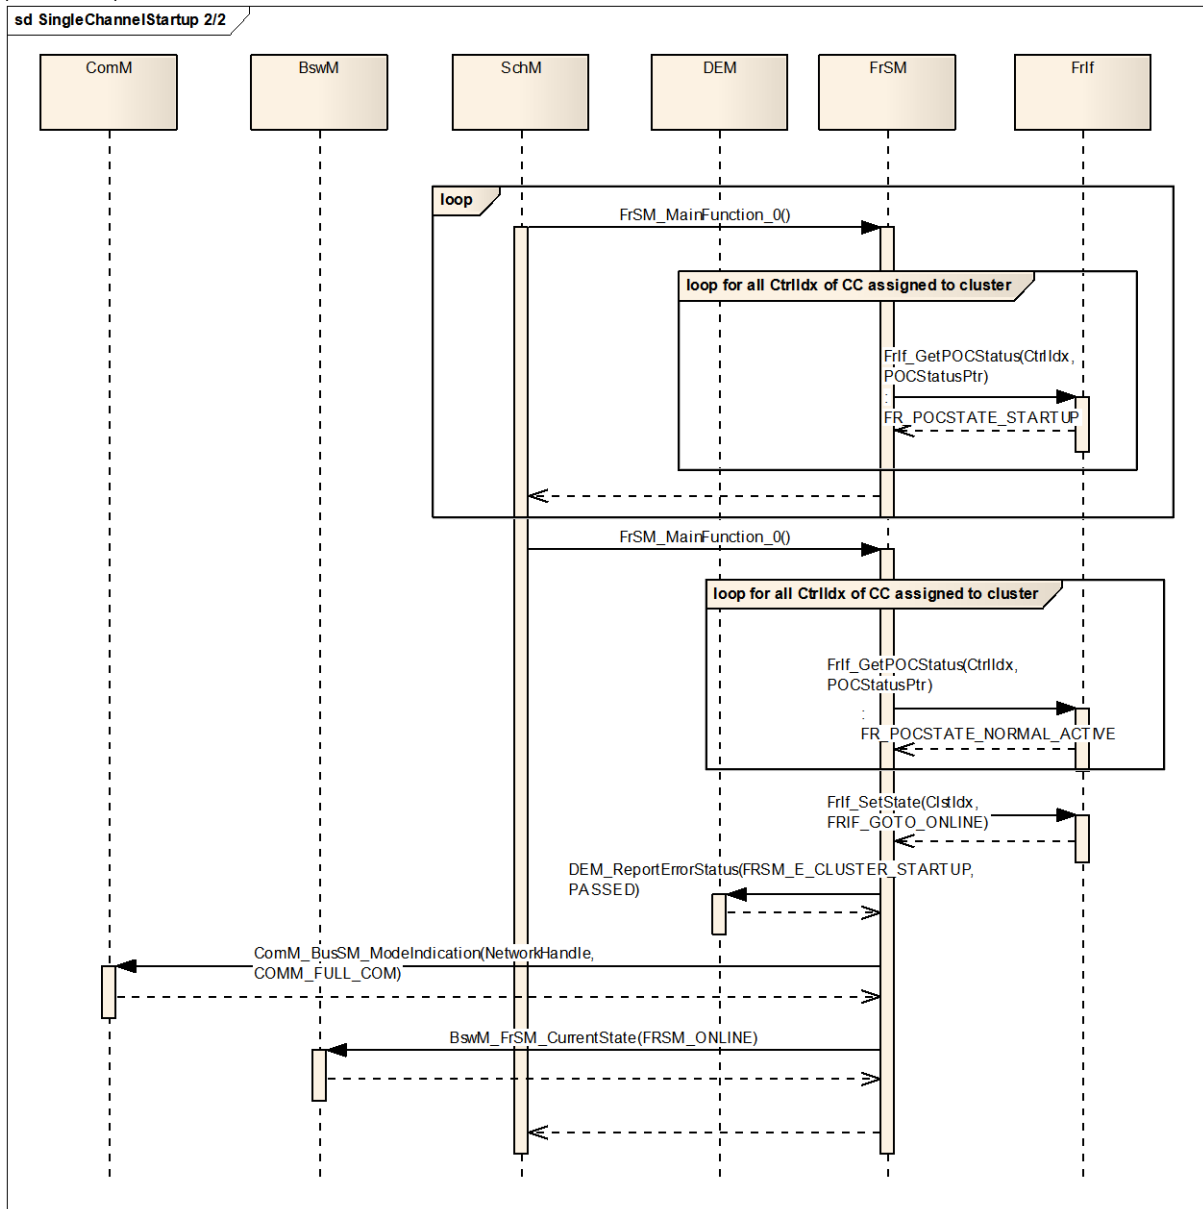 sd SingleChannelStartup 2/2
ComM
BswM
SchM
DEM
FrSM
FrIf
loop
FrSM_MainFunction_0()
loop for all CtrlIdx of CC assigned to cluster
FrIf_GetPOCStatus(CtrlIdx,
POCStatusPtr)
:
FR_POCSTATE_STARTUP
FrSM_MainFunction_0()
loop for all CtrlIdx of CC assigned to cluster
FrIf_GetPOCStatus(CtrlIdx,
POCStatusPtr)
:
FR_POCSTATE_NORMAL_ACTIVE
FrIf_SetState(ClstIdx,
FRIF_GOTO_ONLINE)
DEM_ReportErrorStatus(FRSM_E_CLUSTER_STARTUP,
PASSED)
ComM_BusSM_ModeIndication(NetworkHandle,
COMM_FULL_COM)
BswM_FrSM_CurrentState(FRSM_ONLINE)